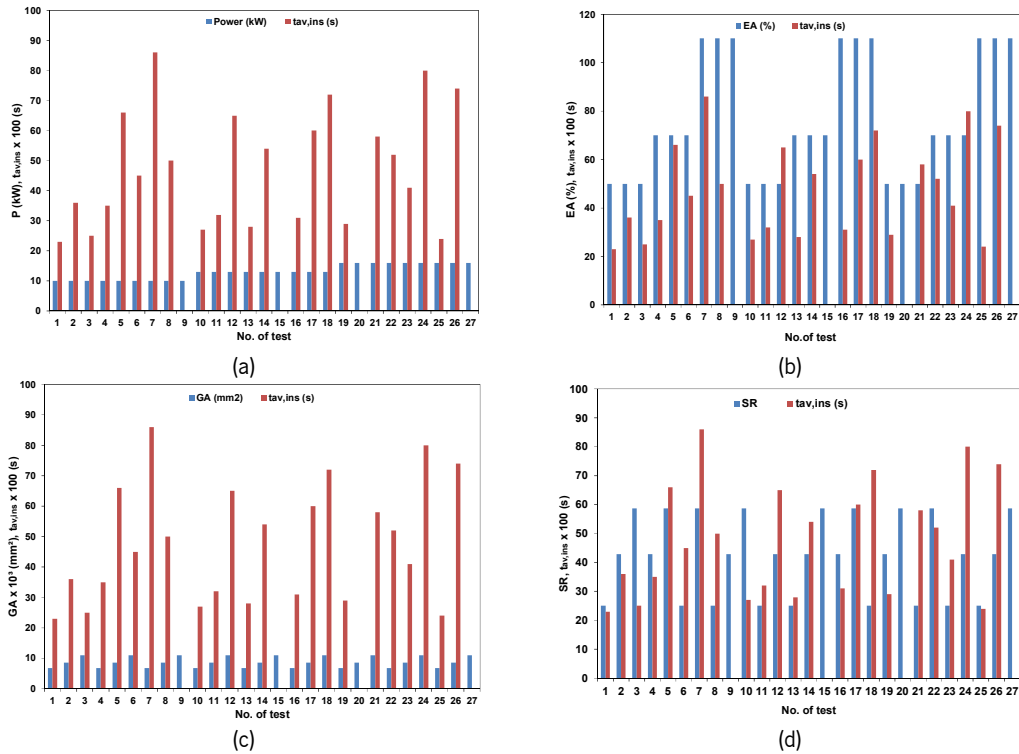 Power (kW) tav,ins (s)
P (kW), tav,ins x 100 (s)
100
90
80
70
60
50
40
30
20
10
0
1 2 3 4 5 6 7 8 9 10 11 12 13 14 15 16 17 18 19 20 21 22 23 24 25 26 27
No. of test
(a)
EA (%) tav,ins (s)
EA (%), tav,ins x 100 (s)
120
100
80
60
40
20
0
1 2 3 4 5 6 7 8 9 10 11 12 13 14 15 16 17 18 19 20 21 22 23 24 25 26 27
No.of test
(b)
GA (mm2) tav,ins (s)
GA x 10³ (mm²), tav,ins x 100 (s)
100
90
80
70
60
50
40
30
20
10
0
1 2 3 4 5 6 7 8 9 10 11 12 13 14 15 16 17 18 19 20 21 22 23 24 25 26 27
No. of test
(c)
SR tav,ins (s)
SR, tav,ins x 100 (s)
100
90
80
70
60
50
40
30
20
10
0
1 2 3 4 5 6 7 8 9 10 11 12 13 14 15 16 17 18 19 20 21 22 23 24 25 26 27
No. of test
(d)